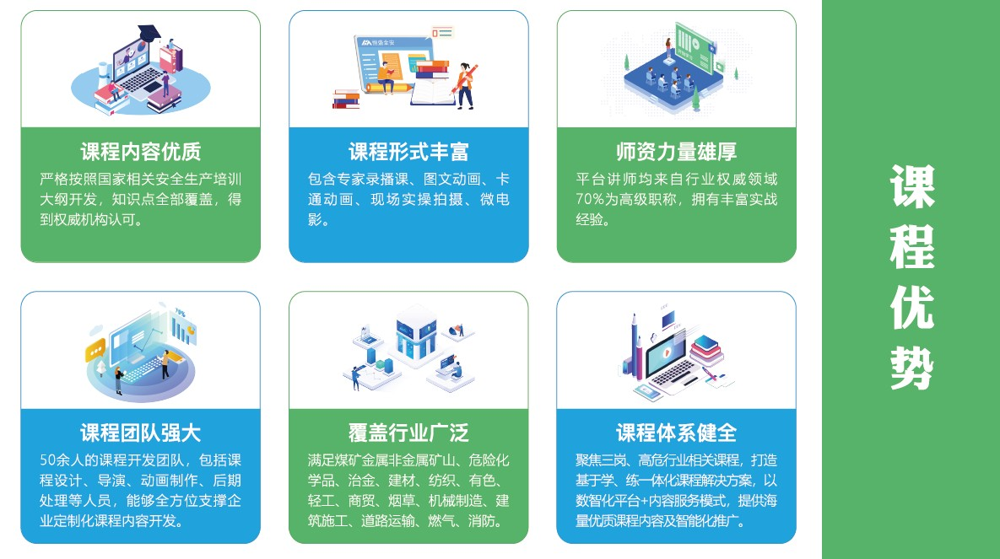 课程内容优质
严格按照国家相关安全生产培训
大纲开发，知识点全部覆盖，得
到权威机构认可。
课程形式丰富
包含专家录播课、图文动画、卡
通动画、现场实操拍摄、微电
影。
师资力量雄厚
平台讲师均来自行业权威领域
70%为高级职称，拥有丰富实战
经验。
课程团队强大
50余人的课程开发团队，包括课
程设计、导演、动画制作、后期
处理等人员，能够全方位支撑企
业定制化课程内容开发。
覆盖行业广泛
满足煤矿金属非金属矿山、危险化
学品、冶金、建材、纺织、有色、
轻工、商贸、烟草、机械制造、建
筑施工、道路运输、燃气、消防。
课程体系健全
聚焦三岗、高危行业相关课程，打造
基于学、练一体化课程解决方案，以
数智化平台+内容服务模式，提供海
量优质课程内容及智能化推广。
课程优势